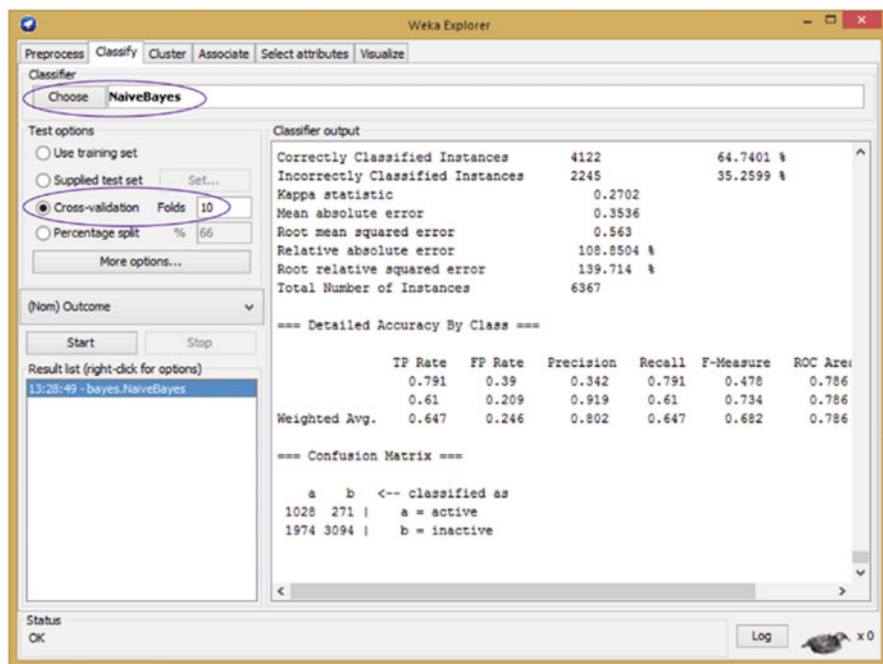 Weka Explorer
Preprocess Classify Cluster Associate Select attributes Visualize
Classifier
Choose NaiveBayes
Test options
Use training set
Supplied test set Set...
Cross-validation Folds 10
Percentage split % 66
More options...
(Nom) Outcome
Start Stop
Result list (right-click for options)
13:28:49 - bayes.NaiveBayes
Classifier output
Correctly Classified Instances 4122 64.7401 %
Incorrectly Classified Instances 2245 35.2599 %
Kappa statistic 0.2702
Mean absolute error 0.3536
Root mean squared error 0.563
Relative absolute error 108.8504 %
Root relative squared error 139.714 %
Total Number of Instances 6367
=== Detailed Accuracy By Class ===
TP Rate FP Rate Precision Recall F-Measure ROC Area
0.791 0.39 0.342 0.791 0.478 0.786
0.61 0.209 0.919 0.61 0.734 0.786
Weighted Avg. 0.647 0.246 0.802 0.647 0.682 0.786
=== Confusion Matrix ===
a b <-- classified as
1028 271 | a = active
1974 3094 | b = inactive
Status
OK
Log x 0